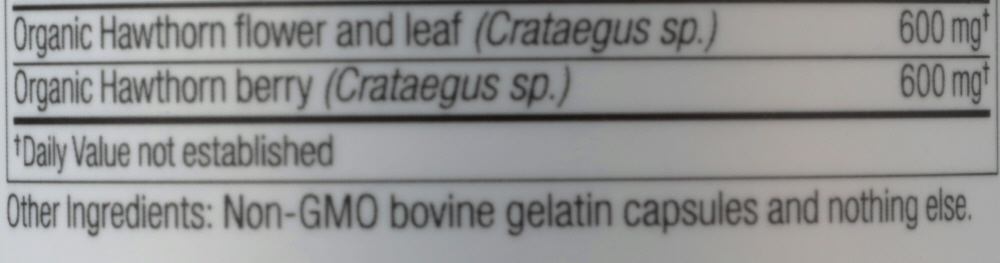 Organic Hawthorn flower and leaf (Crataegus sp.) 600 mg†
Organic Hawthorn berry (Crataegus sp.) 600 mg†
†Daily Value not established
Other Ingredients: Non-GMO bovine gelatin capsules and nothing else.